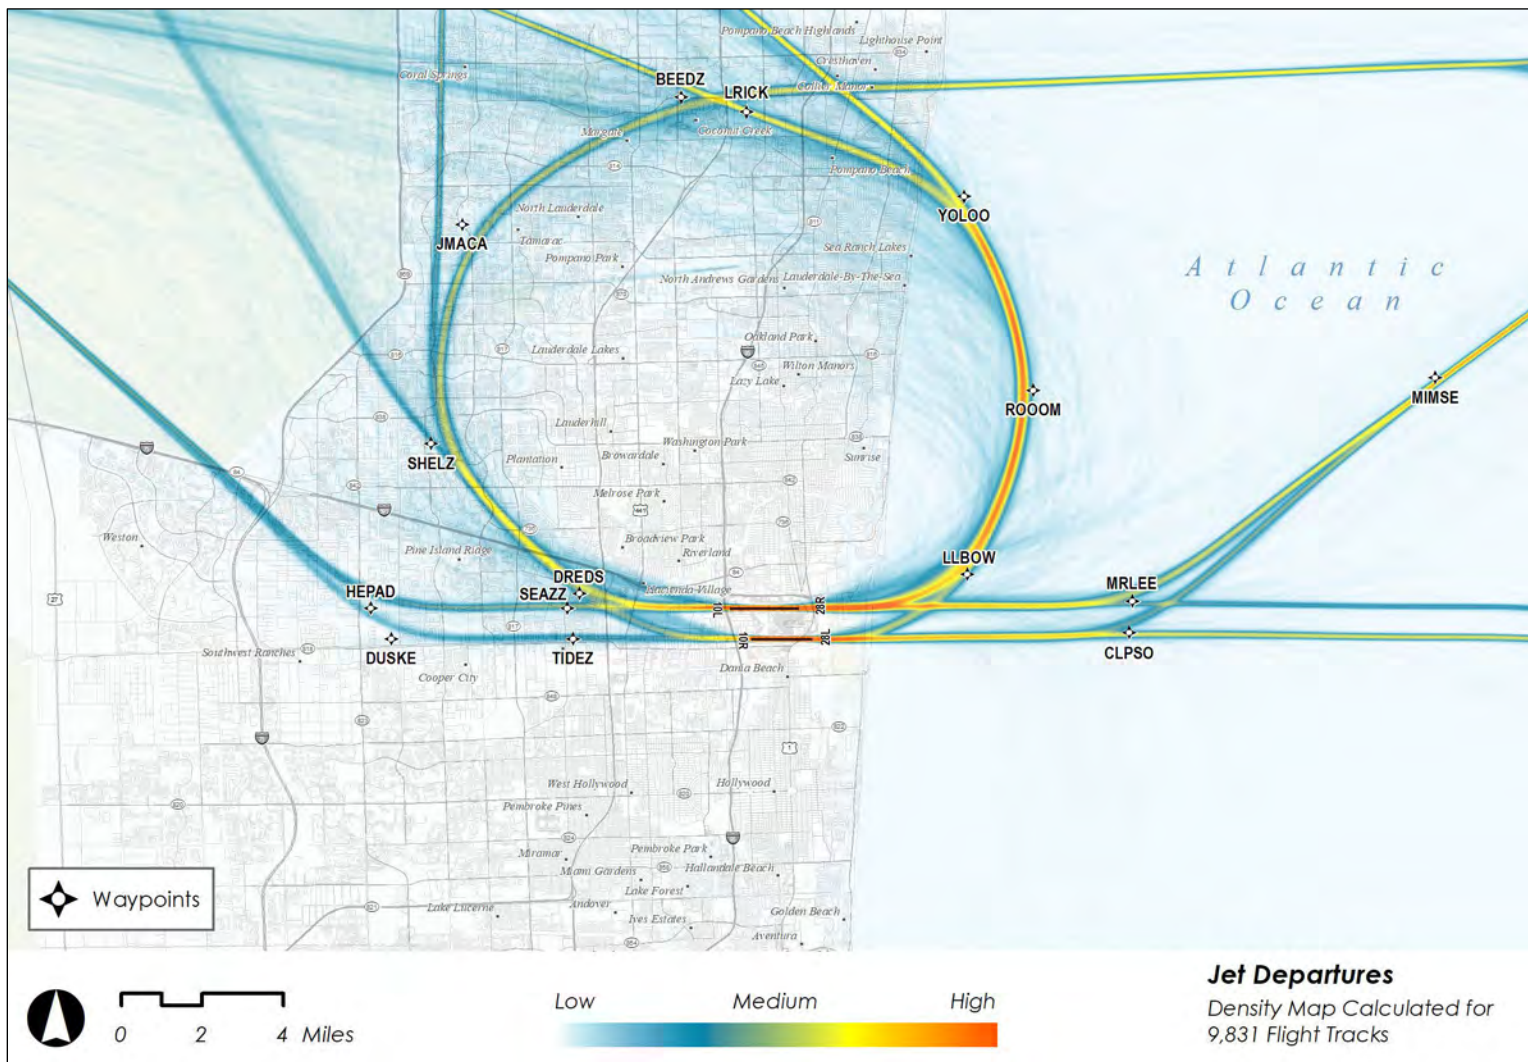 Pompano Beach Highlands
Lighthouse Point
Coral Springs
Cresthaven
BEEDZ
LRICK
Collier Manor
Margate
Coconut Creek
Pompano Beach
YOLOO
North Lauderdale
JMACA
Tamarac
Pompano Park
Sea Ranch Lakes
North Andrews Gardens
Lauderdale-By-The-Sea
Atlantic
Ocean
Oakland Park
Lauderdale Lakes
Wilton Manors
Lazy Lake
ROOOM
MIMSE
Lauderhill
Washington Park
SHELZ
Plantation
Browardale
Sunrise
Melrose Park
441
Weston
Broadview Park
Pine Island Ridge
Riverland
LLBOW
DREDS
MRLEE
HEPAD
SEAZZ
Hacienda Village
10L
28R
27
DUSKE
TIDEZ
10R
28L
CLPSO
Southwest Ranches
Cooper City
Dania Beach
1
West Hollywood
Hollywood
Pembroke Pines
Miramar
Pembroke Park
Miami Gardens
Hallandale Beach
Lake Forest
Lake Lucerne
Andover
Ives Estates
Golden Beach
Aventura
Waypoints
0 2 4 Miles
Low Medium High
Jet Departures
Density Map Calculated for
9,831 Flight Tracks